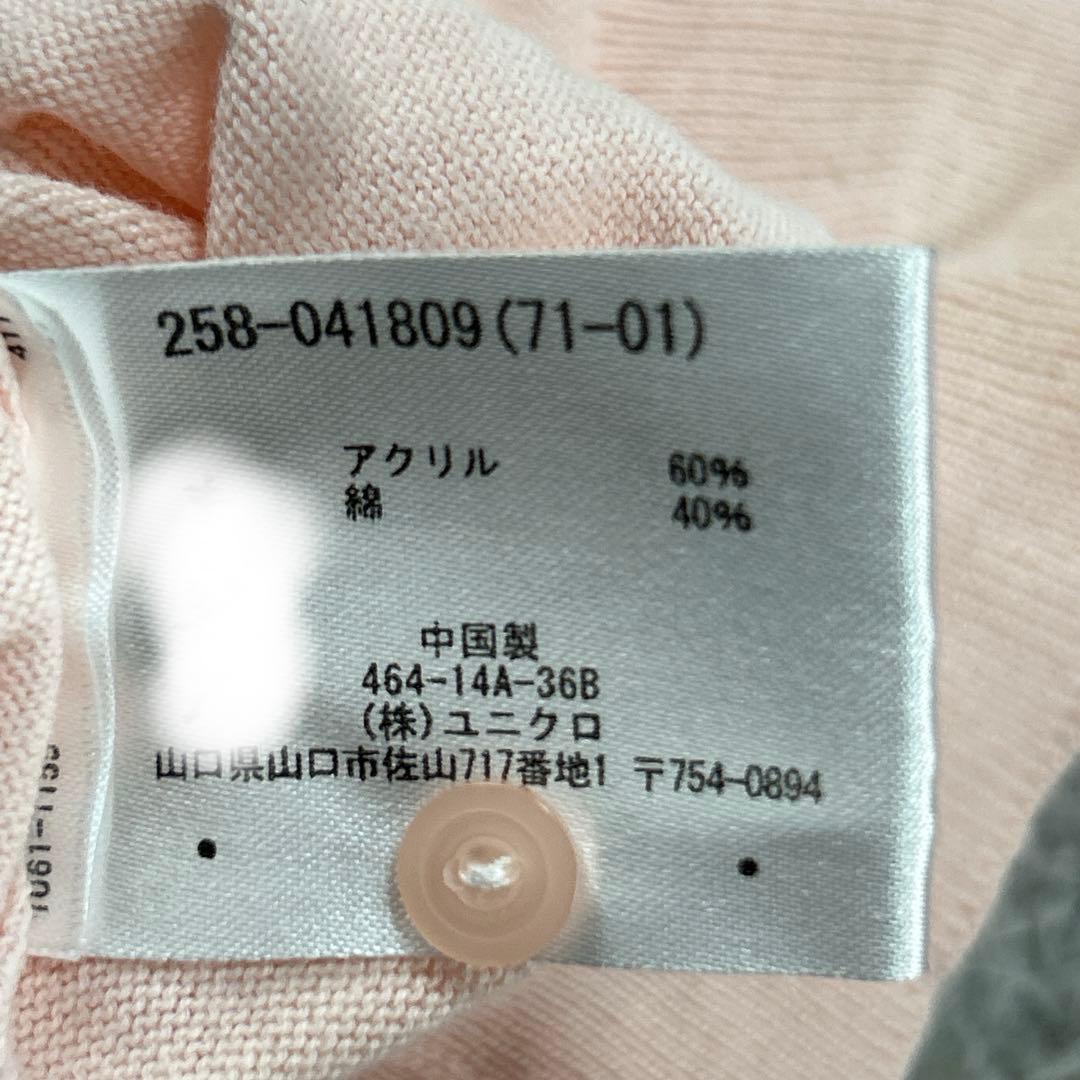 258-041809(71-01)
アクリル 60%
綿 40%
中国製
464-14A-36B
(株)ユニクロ
山口県山口市佐山717番地1 〒754-0894